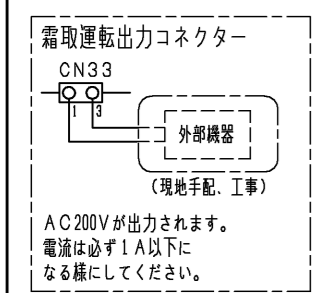 霜取運転出力コネクター
CN33
1 3
外部機器
(現地手配、工事)
AC200Vが出力されます。
電流は必ず1A以下に
なる様にしてください。